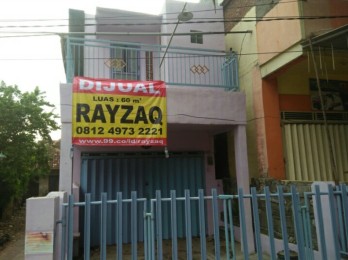 DIJUAL
LUAS : 60 m²
RAYZAQ
0812 4973 2221
www.99.co/id/rayzaq